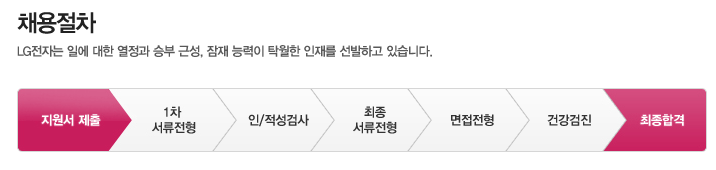 채용절차
LG전자는 일에 대한 열정과 승부 근성, 잠재 능력이 탁월한 인재를 선발하고 있습니다.
지원서 제출
1차
서류전형
인/적성검사
최종
서류전형
면접전형
건강검진
최종합격